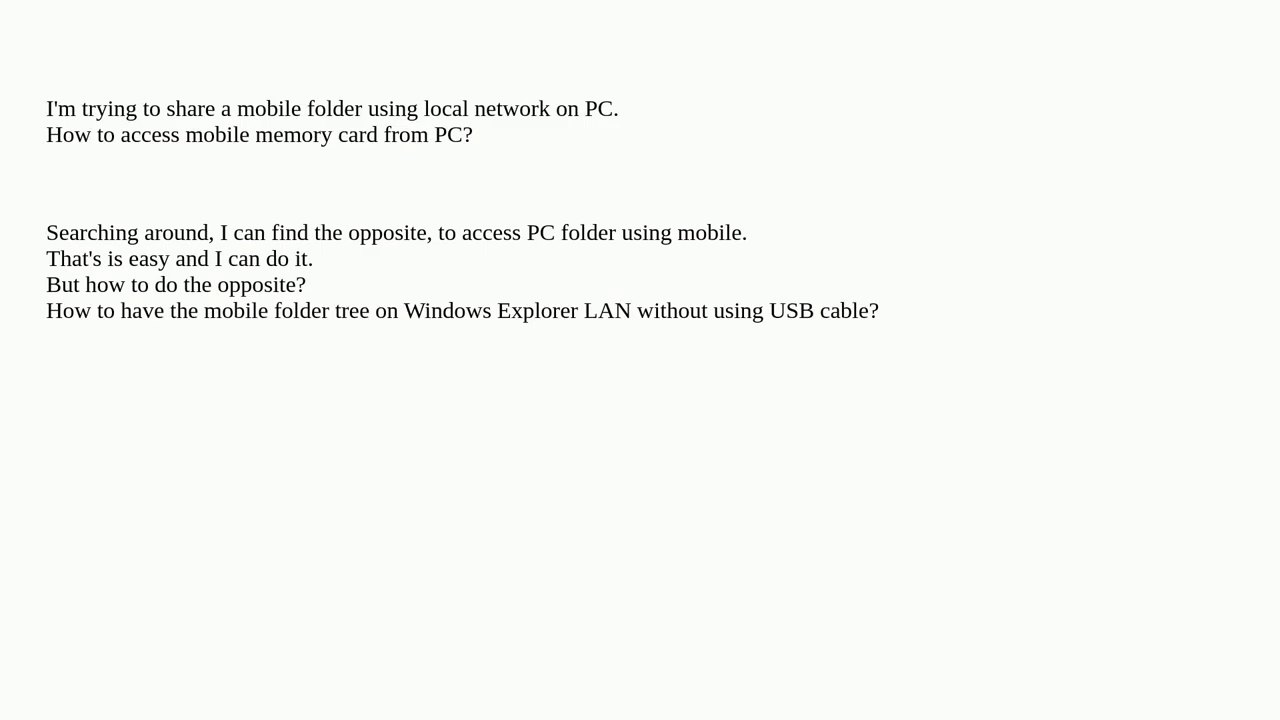 I'm trying to share a mobile folder using local network on PC.
How to access mobile memory card from PC?
Searching around, I can find the opposite, to access PC folder using mobile.
That's is easy and I can do it.
But how to do the opposite?
How to have the mobile folder tree on Windows Explorer LAN without using USB cable?